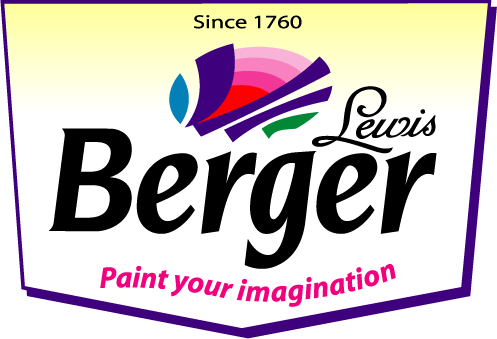 Since 1760
Lewis
Berger
Paint your imagination